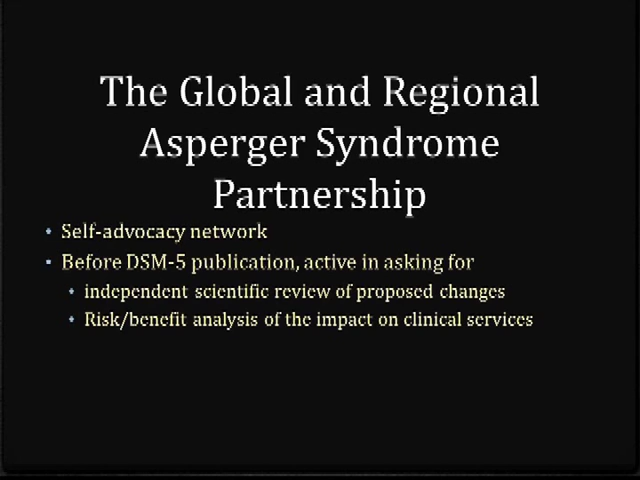 The Global and Regional
Asperger Syndrome
Partnership
• Self-advocacy network
• Before DSM-5 publication, active in asking for
• independent scientific review of proposed changes
• Risk/benefit analysis of the impact on clinical services